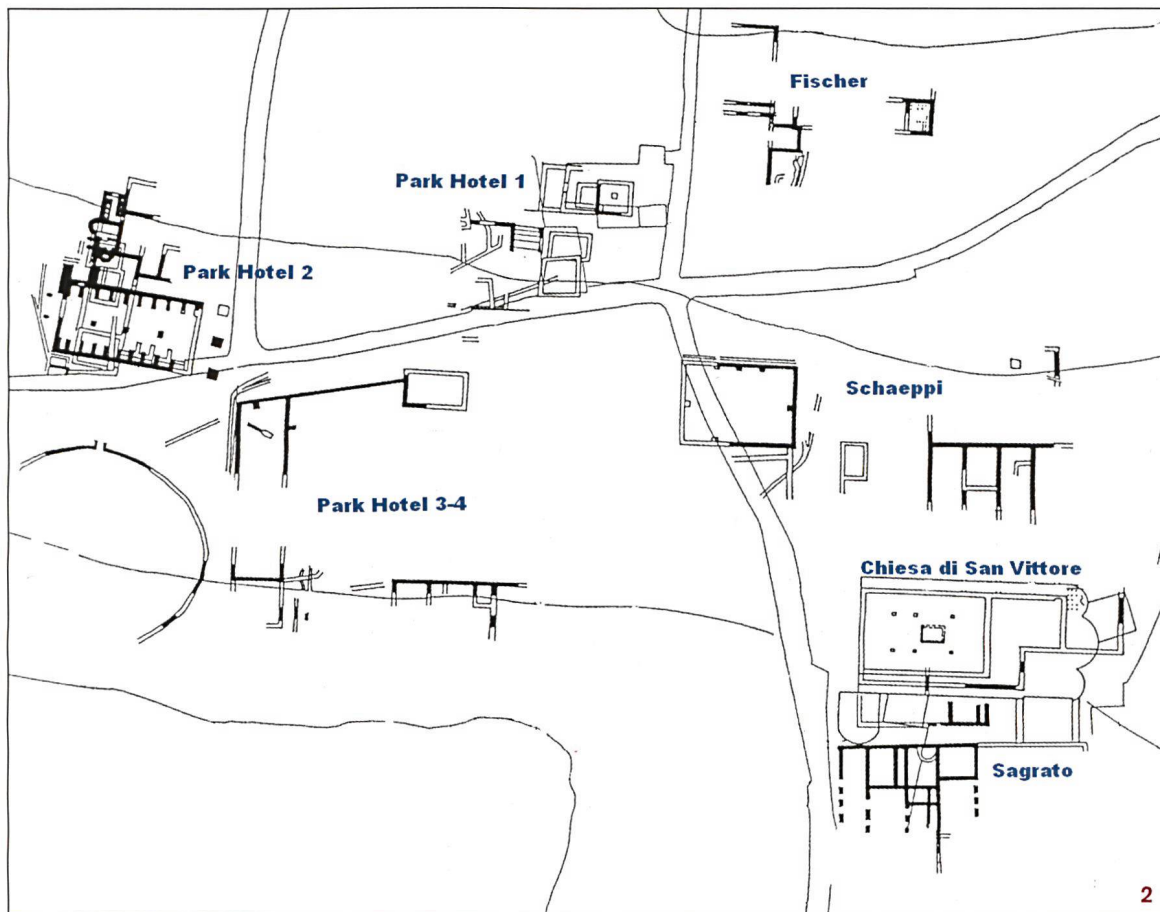 Fischer
Park Hotel 1
Park Hotel 2
Schaeppi
Park Hotel 3-4
Chiesa di San Vittore
Sagrato
2